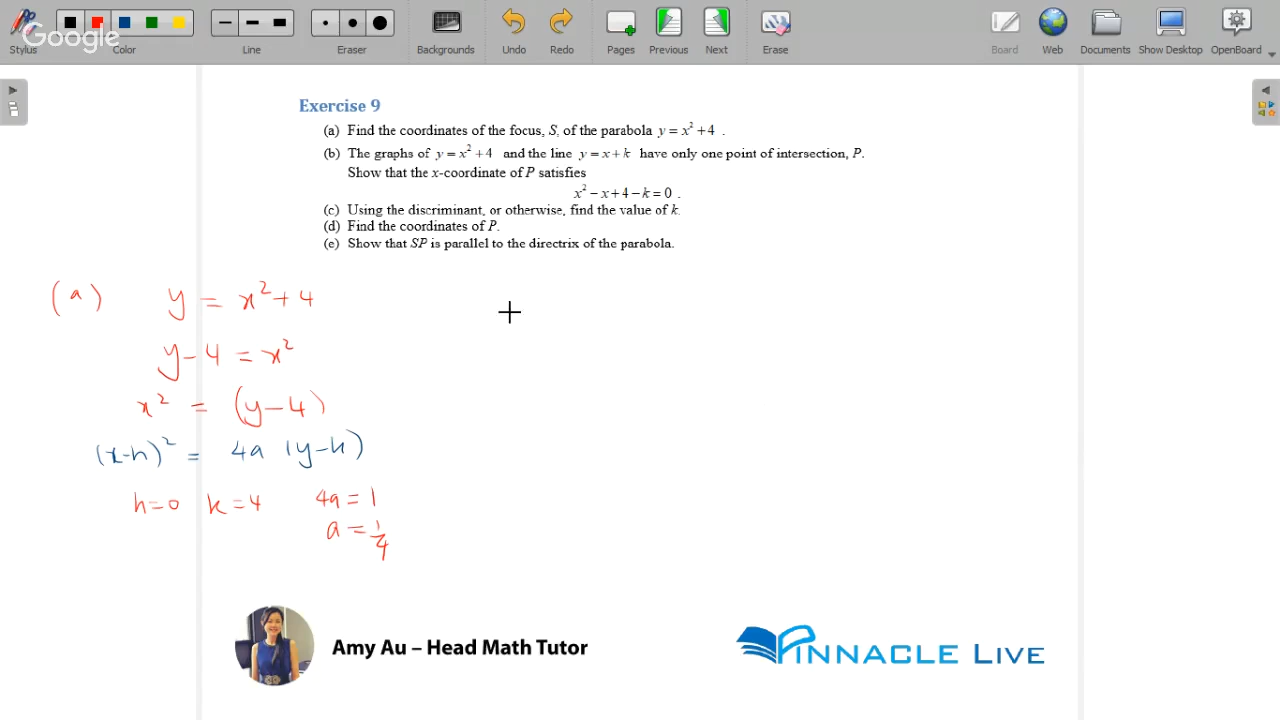 Stylus
Google
Color
Line
Eraser
Backgrounds
Undo
Redo
Pages
Previous
Next
Erase
Board
Web
Documents
Show Desktop
OpenBoard
Exercise 9
(a) Find the coordinates of the focus, S, of the parabola y = x² + 4 .
(b) The graphs of y = x² + 4 and the line y = x + k have only one point of intersection, P.
Show that the x-coordinate of P satisfies
x² − x + 4 − k = 0 .
(c) Using the discriminant, or otherwise, find the value of k.
(d) Find the coordinates of P.
(e) Show that SP is parallel to the directrix of the parabola.
(a) y = x² + 4
y − 4 = x²
x² = (y − 4)
(x−h)² = 4a (y−k)
h=0 k=4 4a = 1
a = 1/4
Amy Au – Head Math Tutor
PINNACLE LIVE